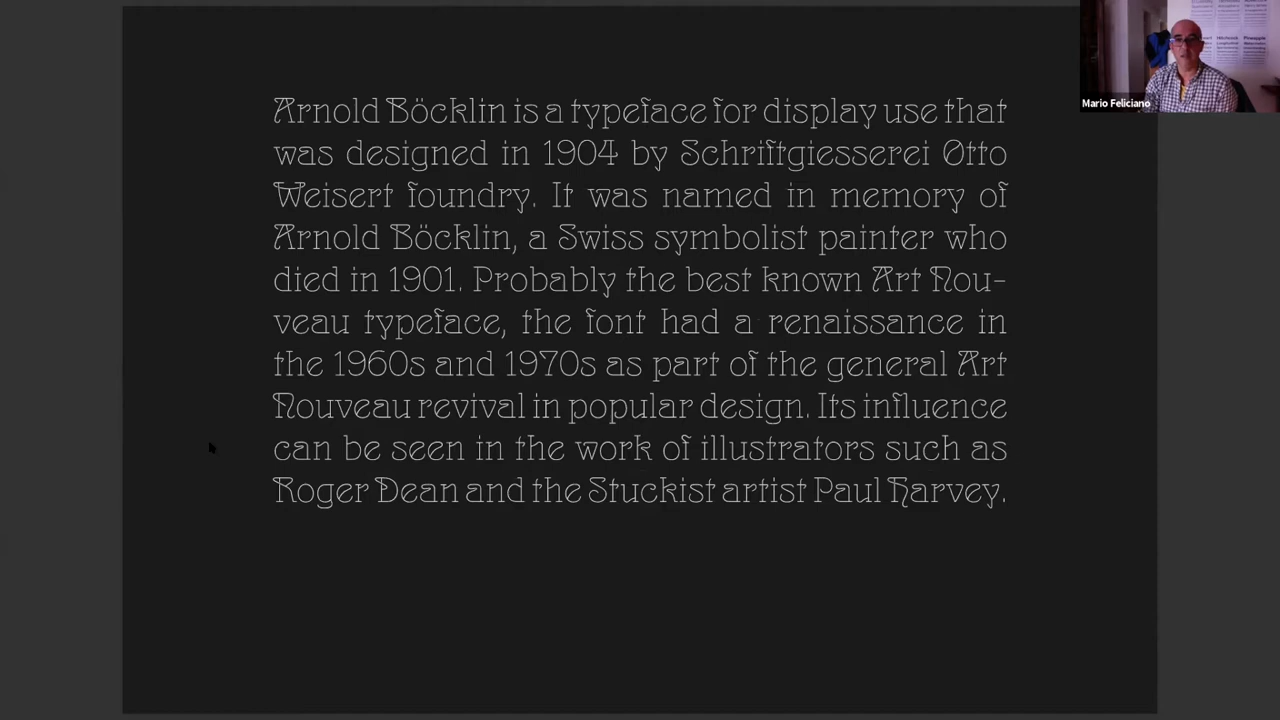 Arnold Böcklin is a typeface for display use that
was designed in 1904 by Schriftgiesserei Otto
Weisert foundry. It was named in memory of
Arnold Böcklin, a Swiss symbolist painter who
died in 1901. Probably the best known Art Nou-
veau typeface, the font had a renaissance in
the 1960s and 1970s as part of the general Art
Nouveau revival in popular design. Its influence
can be seen in the work of illustrators such as
Roger Dean and the Stuckist artist Paul Harvey.
Mario Feliciano